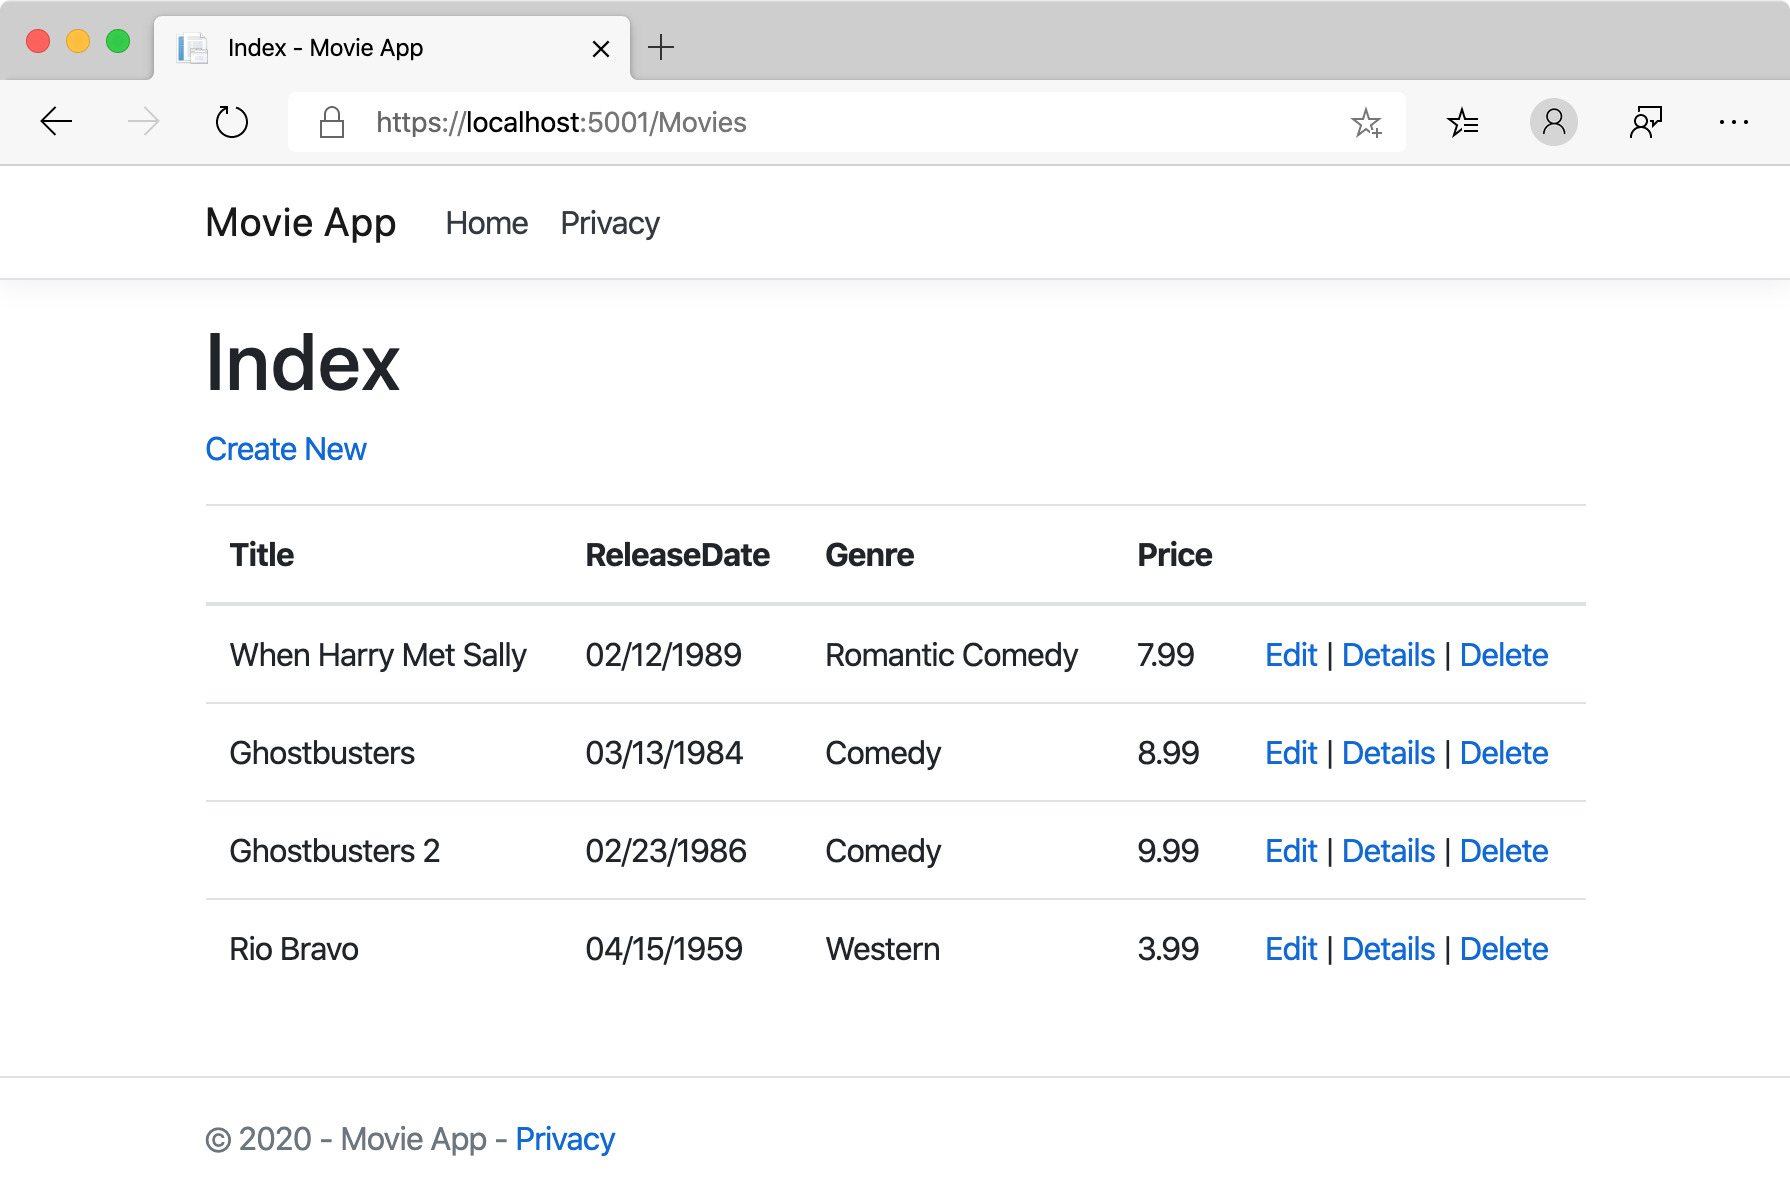 Index - Movie App
https://localhost:5001/Movies
Movie App Home Privacy
Index
Create New
Title ReleaseDate Genre Price
When Harry Met Sally 02/12/1989 Romantic Comedy 7.99 Edit | Details | Delete
Ghostbusters 03/13/1984 Comedy 8.99 Edit | Details | Delete
Ghostbusters 2 02/23/1986 Comedy 9.99 Edit | Details | Delete
Rio Bravo 04/15/1959 Western 3.99 Edit | Details | Delete
© 2020 - Movie App - Privacy